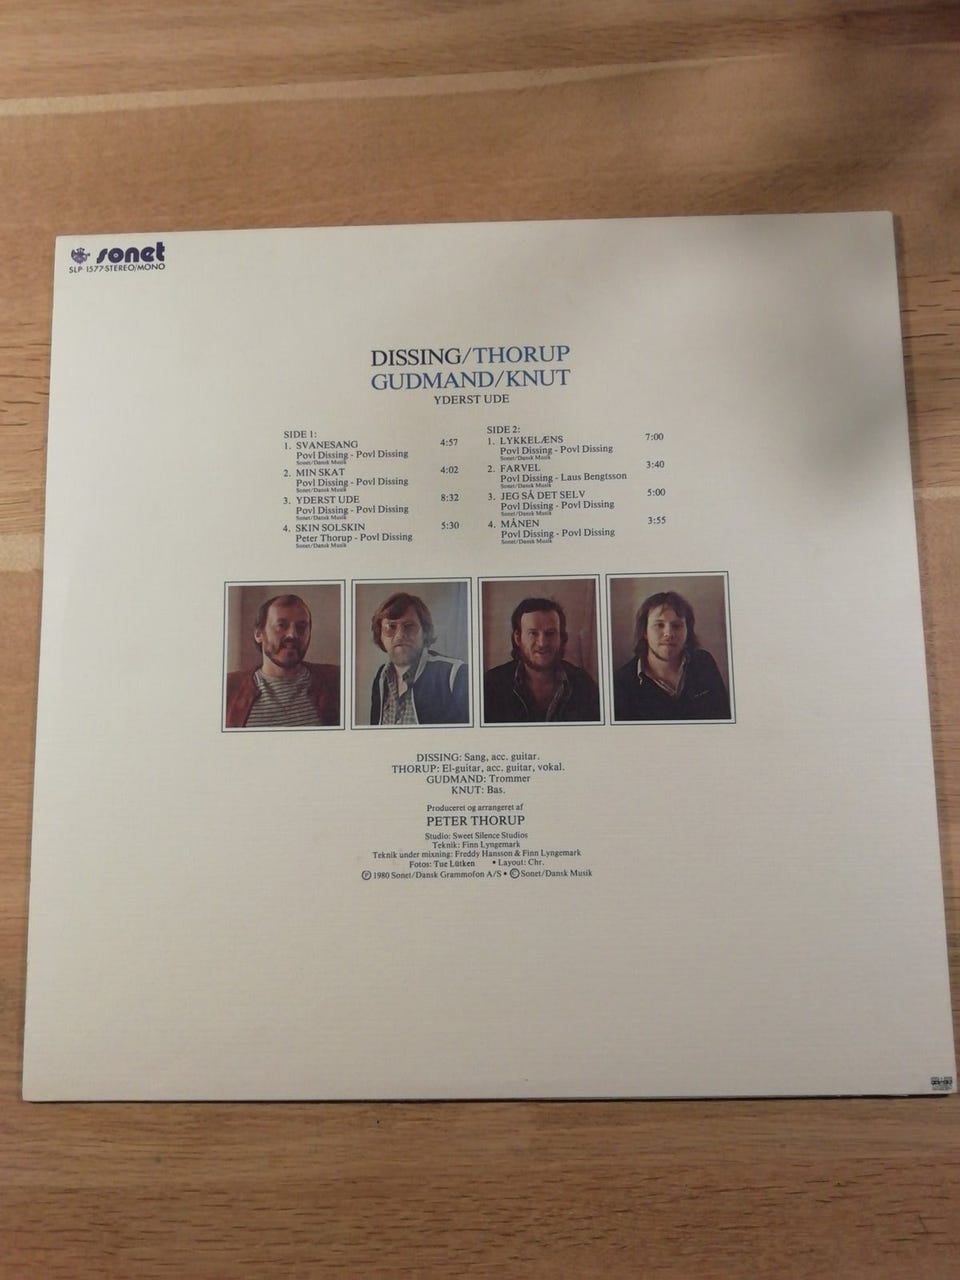 sonet
SLP 1577·STEREO/MONO
DISSING/THORUP
GUDMAND/KNUT
YDERST UDE
SIDE 1:
1. SVANESANG 4:57
Povl Dissing - Povl Dissing
Sonet/Dansk Musik
2. MIN SKAT 4:02
Povl Dissing - Povl Dissing
Sonet/Dansk Musik
3. YDERST UDE 8:32
Povl Dissing - Povl Dissing
Sonet/Dansk Musik
4. SKIN SOLSKIN 5:30
Peter Thorup - Povl Dissing
Sonet/Dansk Musik
SIDE 2:
1. LYKKELÆNS 7:00
Povl Dissing - Povl Dissing
Sonet/Dansk Musik
2. FARVEL 3:40
Povl Dissing - Laus Bengtsson
Sonet/Dansk Musik
3. JEG SÅ DET SELV 5:00
Povl Dissing - Povl Dissing
Sonet/Dansk Musik
4. MÅNEN 3:55
Povl Dissing - Povl Dissing
Sonet/Dansk Musik
DISSING: Sang, acc. guitar.
THORUP: El-guitar, acc. guitar, vokal.
GUDMAND: Trommer
KNUT: Bas.
Produceret og arrangeret af
PETER THORUP
Studio: Sweet Silence Studios
Teknik: Finn Lyngemark
Teknik under mixning: Freddy Hansson & Finn Lyngemark
Fotos: Tue Lütken • Layout: Chr.
Ⓟ 1980 Sonet/Dansk Grammofon A/S • © Sonet/Dansk Musik